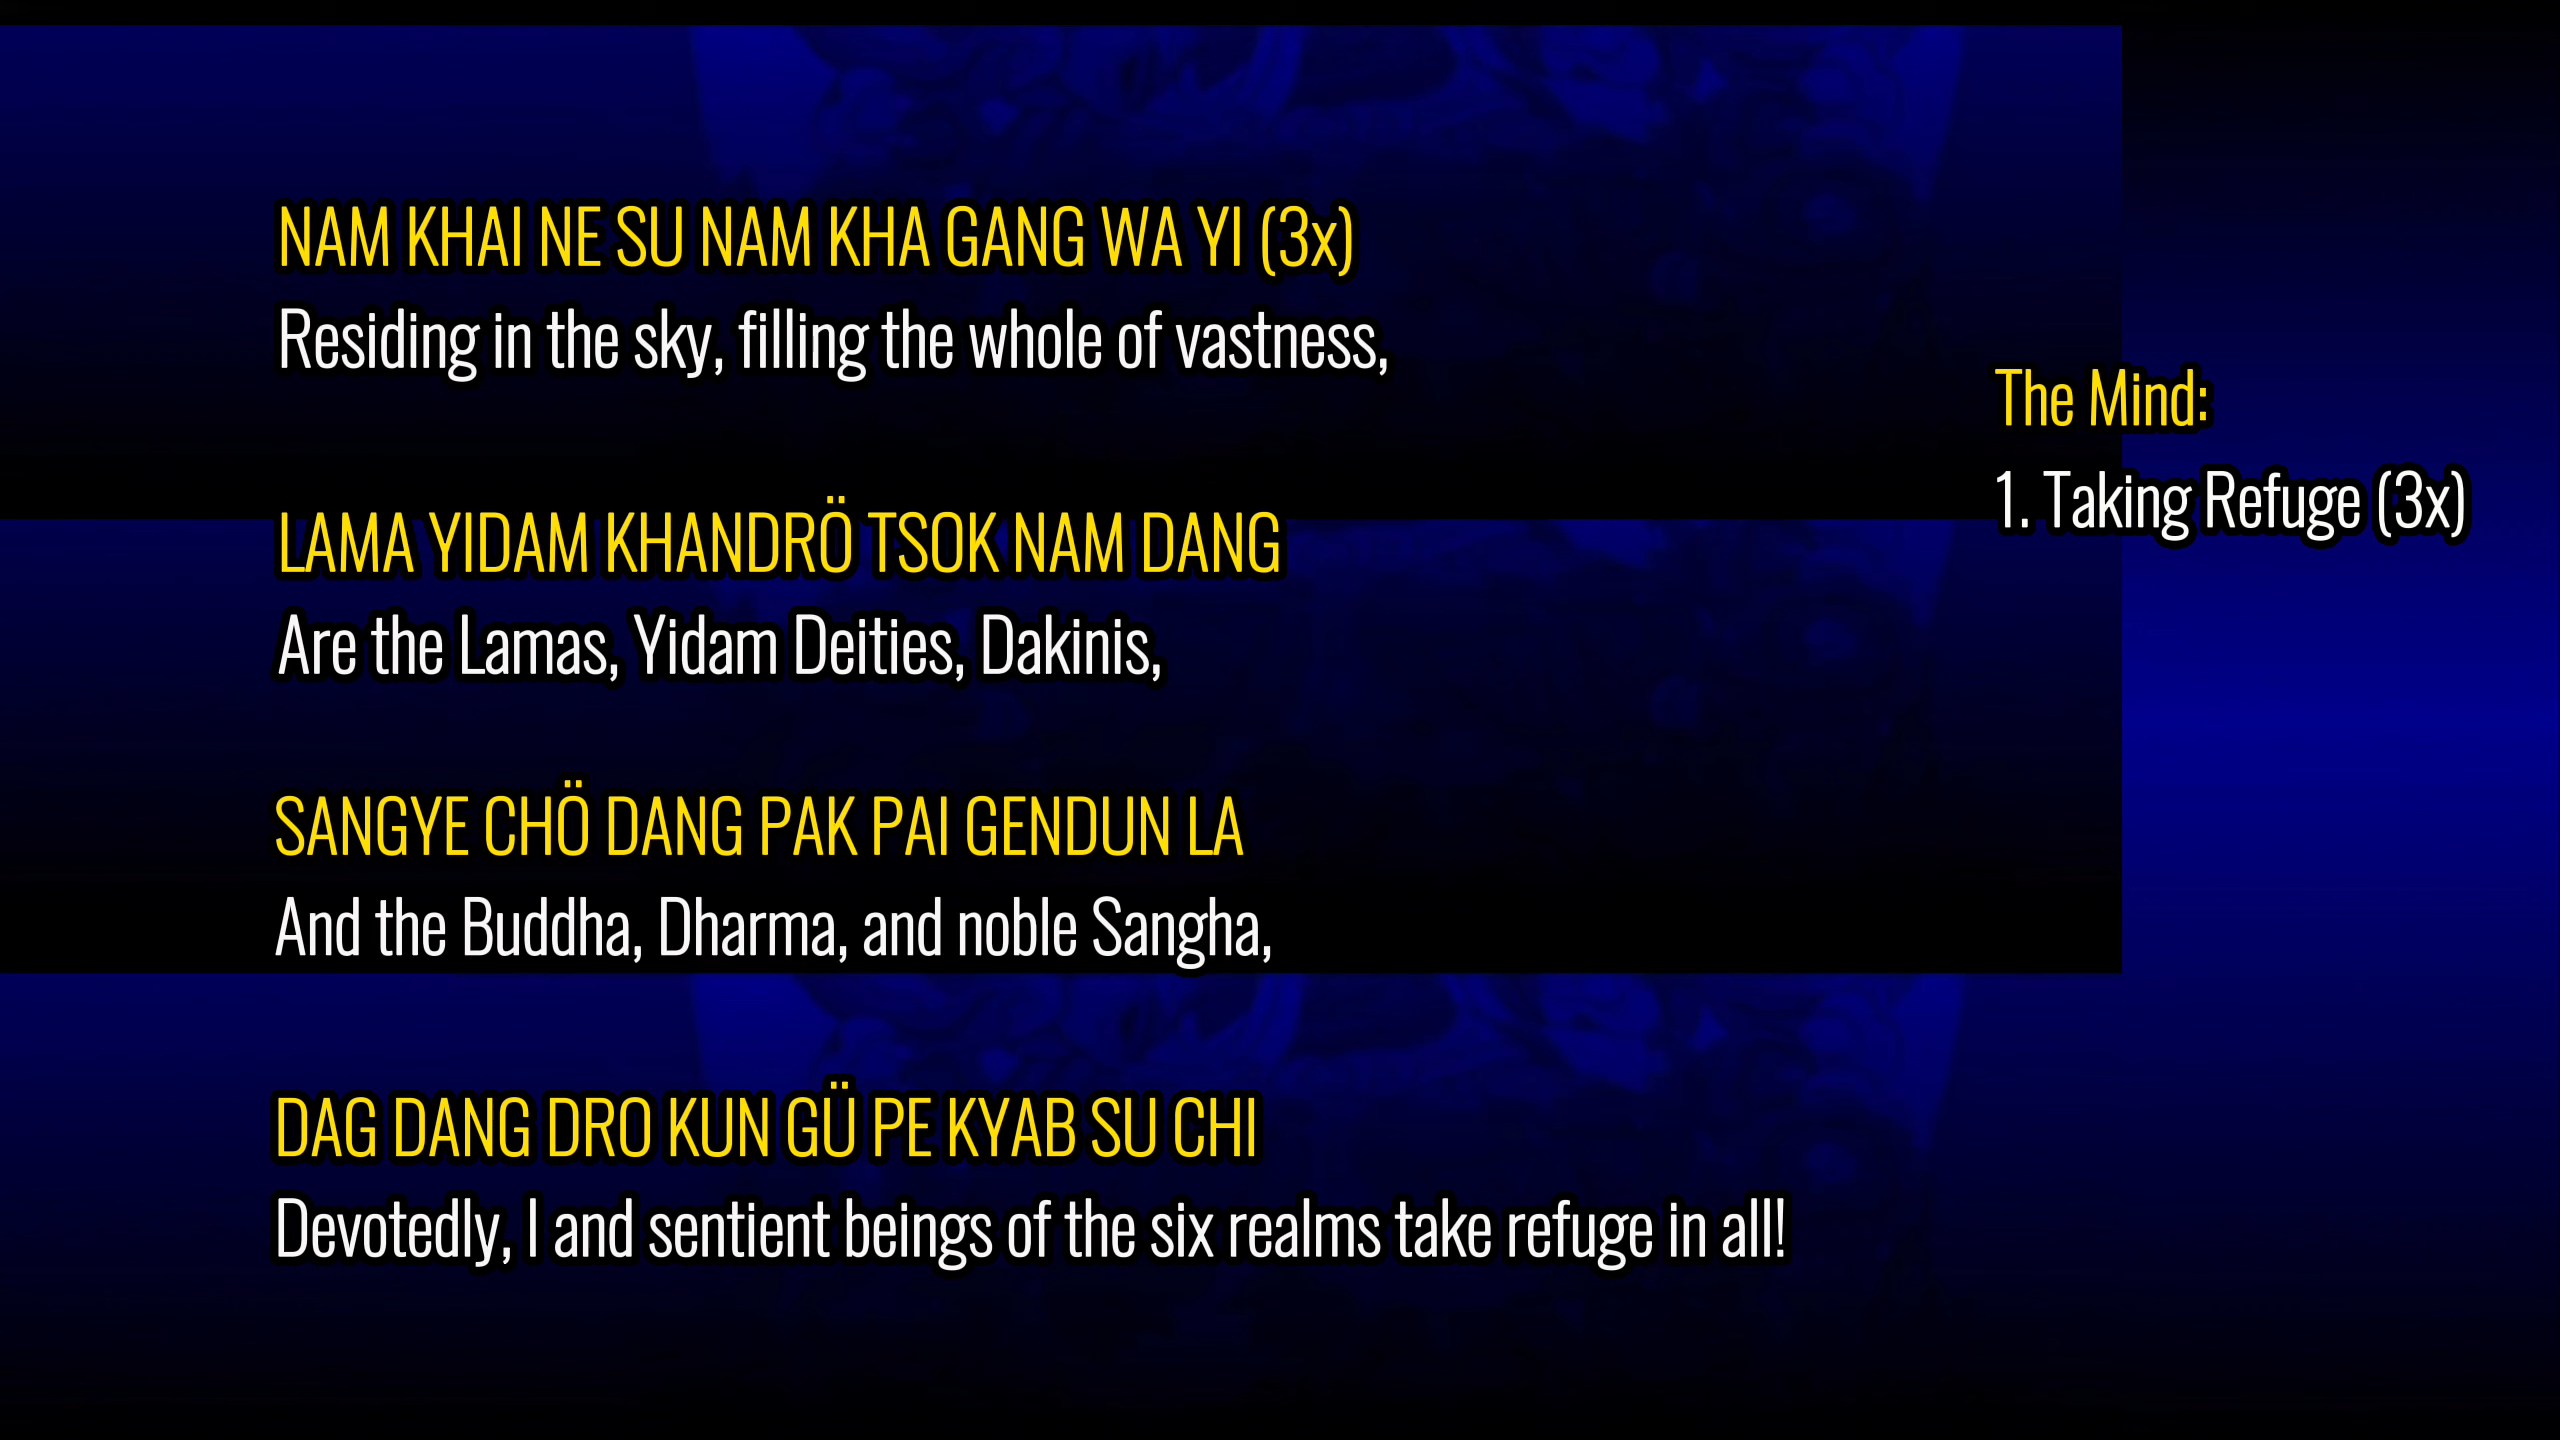 NAM KHAI NE SU NAM KHA GANG WA YI (3x)
Residing in the sky, filling the whole of vastness,
LAMA YIDAM KHANDRÖ TSOK NAM DANG
Are the Lamas, Yidam Deities, Dakinis,
SANGYE CHÖ DANG PAK PAI GENDUN LA
And the Buddha, Dharma, and noble Sangha,
DAG DANG DRO KUN GÜ PE KYAB SU CHI
Devotedly, I and sentient beings of the six realms take refuge in all!
The Mind:
1. Taking Refuge (3x)